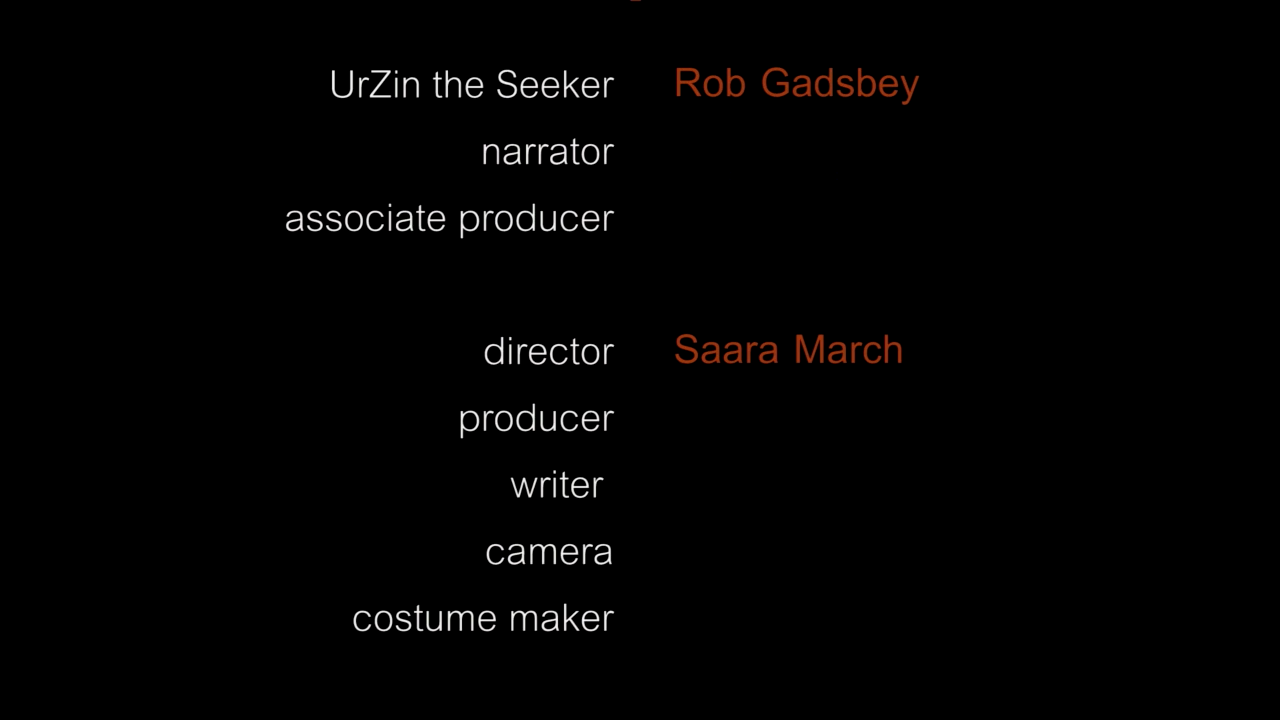 UrZin the Seeker Rob Gadsbey
narrator
associate producer
director Saara March
producer
writer
camera
costume maker